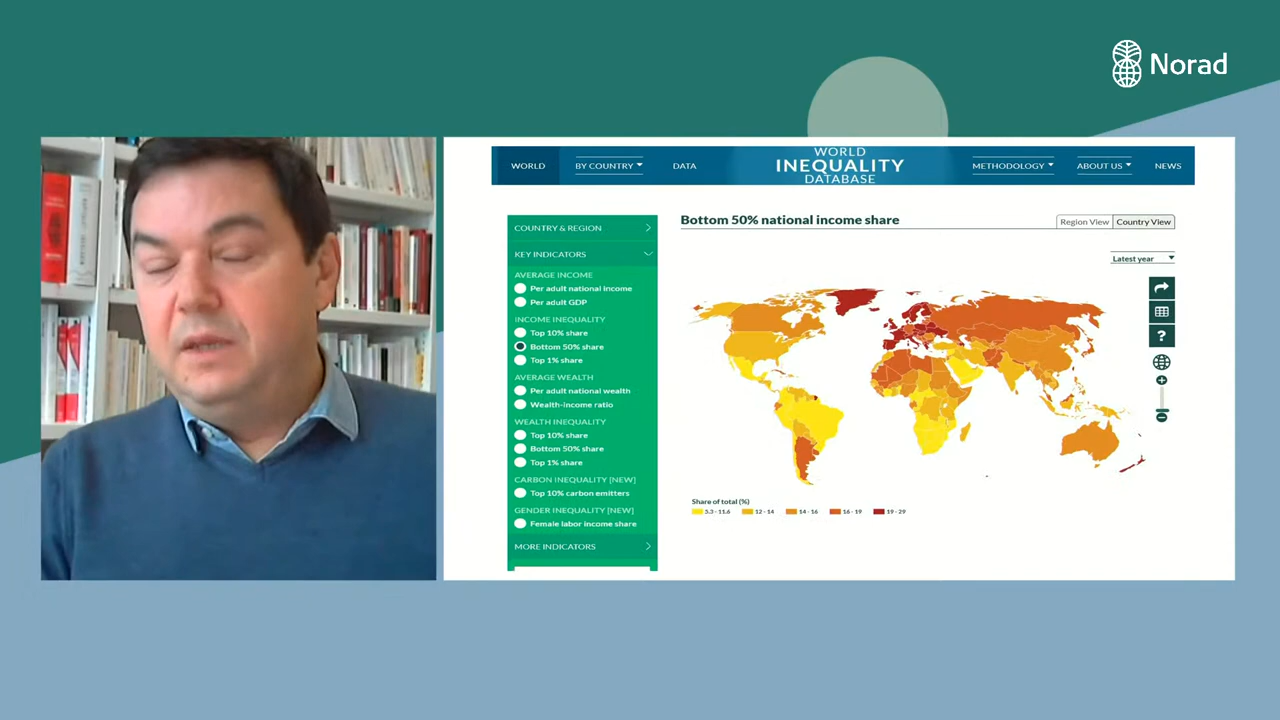 Norad
WORLD
BY COUNTRY
DATA
WORLD
INEQUALITY
DATABASE
METHODOLOGY
ABOUT US
NEWS
COUNTRY & REGION
KEY INDICATORS
AVERAGE INCOME
Per adult national income
Per adult GDP
INCOME INEQUALITY
Top 10% share
Bottom 50% share
Top 1% share
AVERAGE WEALTH
Per adult national wealth
Wealth-income ratio
WEALTH INEQUALITY
Top 10% share
Bottom 50% share
Top 1% share
CARBON INEQUALITY [NEW]
Top 10% carbon emitters
GENDER INEQUALITY [NEW]
Female labor income share
MORE INDICATORS
Bottom 50% national income share
Region View Country View
Latest year
?
Share of total (%)
5.3 - 11.6 12 - 14 14 - 16 16 - 19 19 - 29